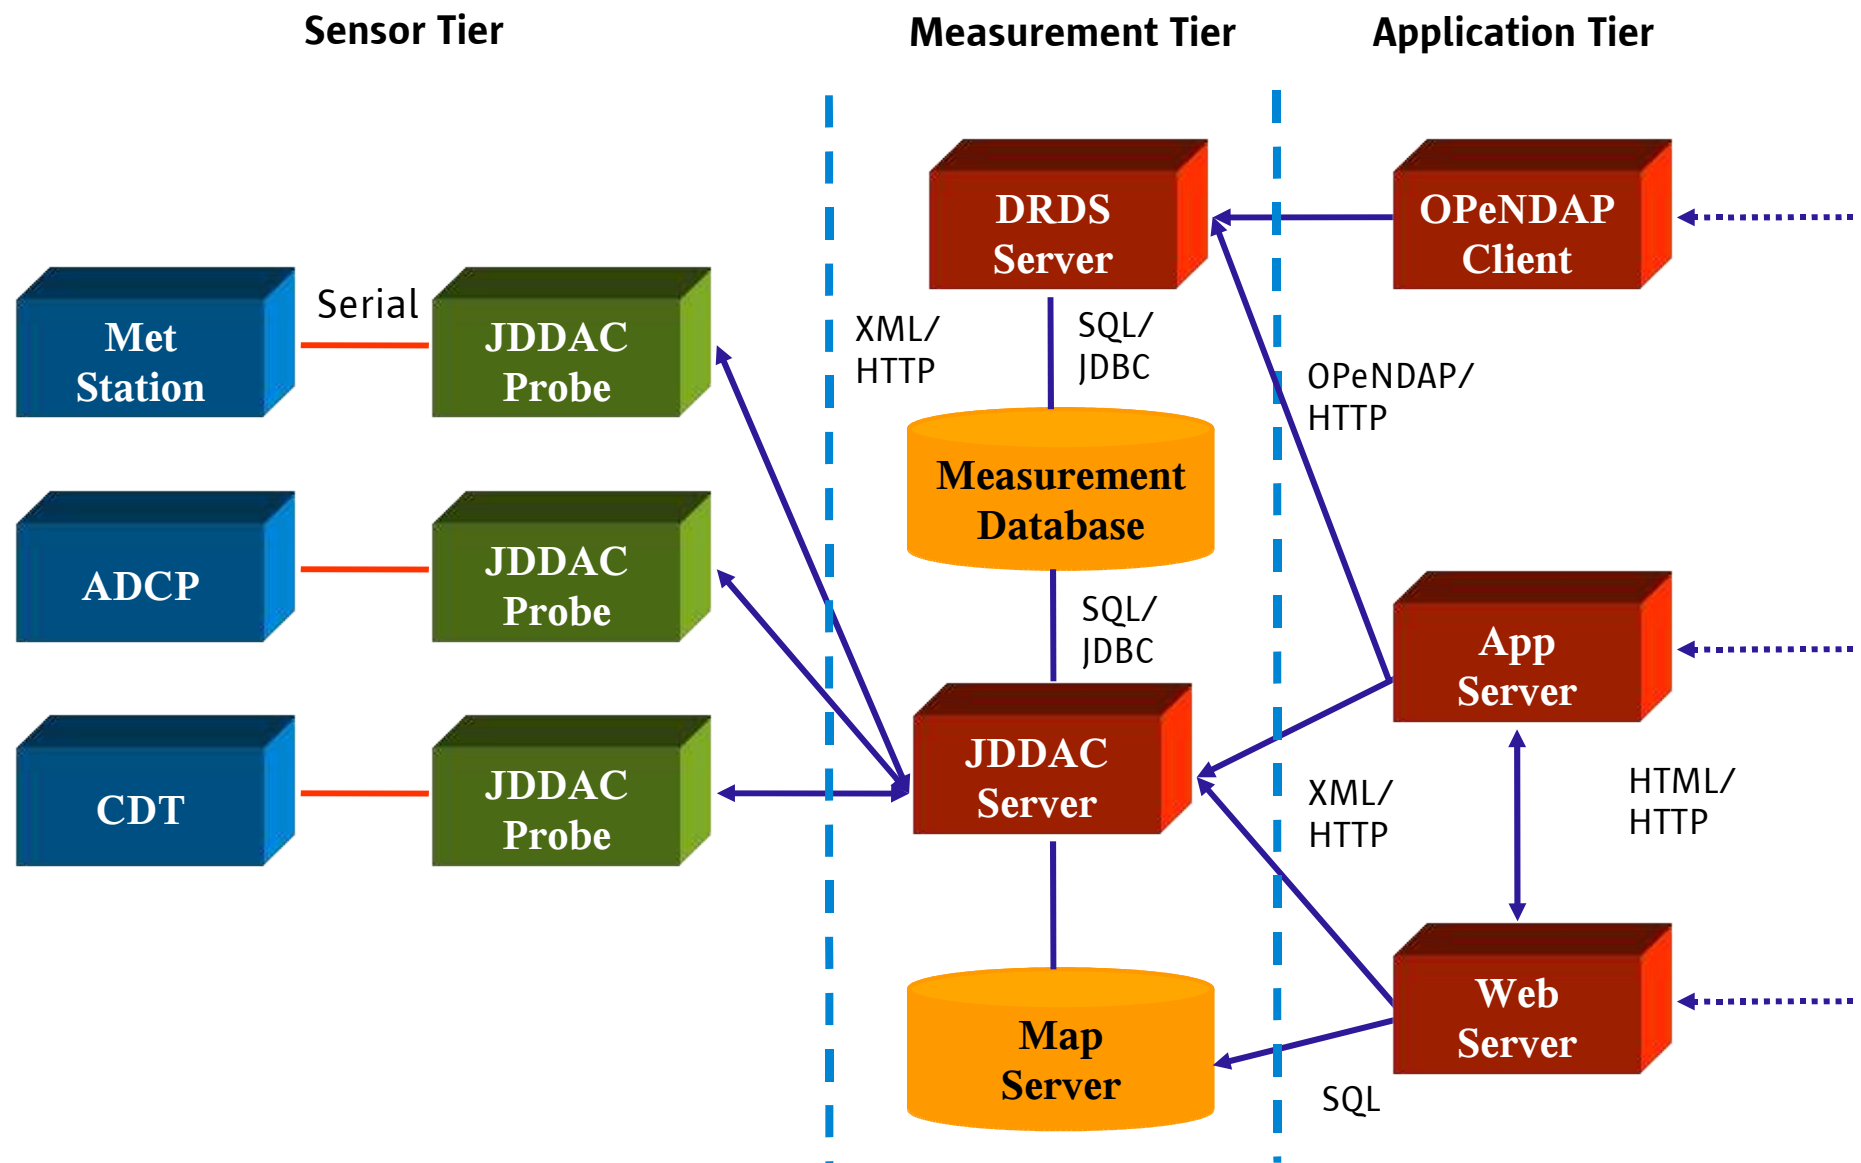 Sensor Tier
Measurement Tier
Application Tier
Met
Station
Serial
JDDAC
Probe
ADCP
JDDAC
Probe
CDT
JDDAC
Probe
XML/
HTTP
DRDS
Server
SQL/
JDBC
Measurement
Database
SQL/
JDBC
JDDAC
Server
Map
Server
OPeNDAP
Client
OPeNDAP/
HTTP
App
Server
XML/
HTTP
HTML/
HTTP
Web
Server
SQL